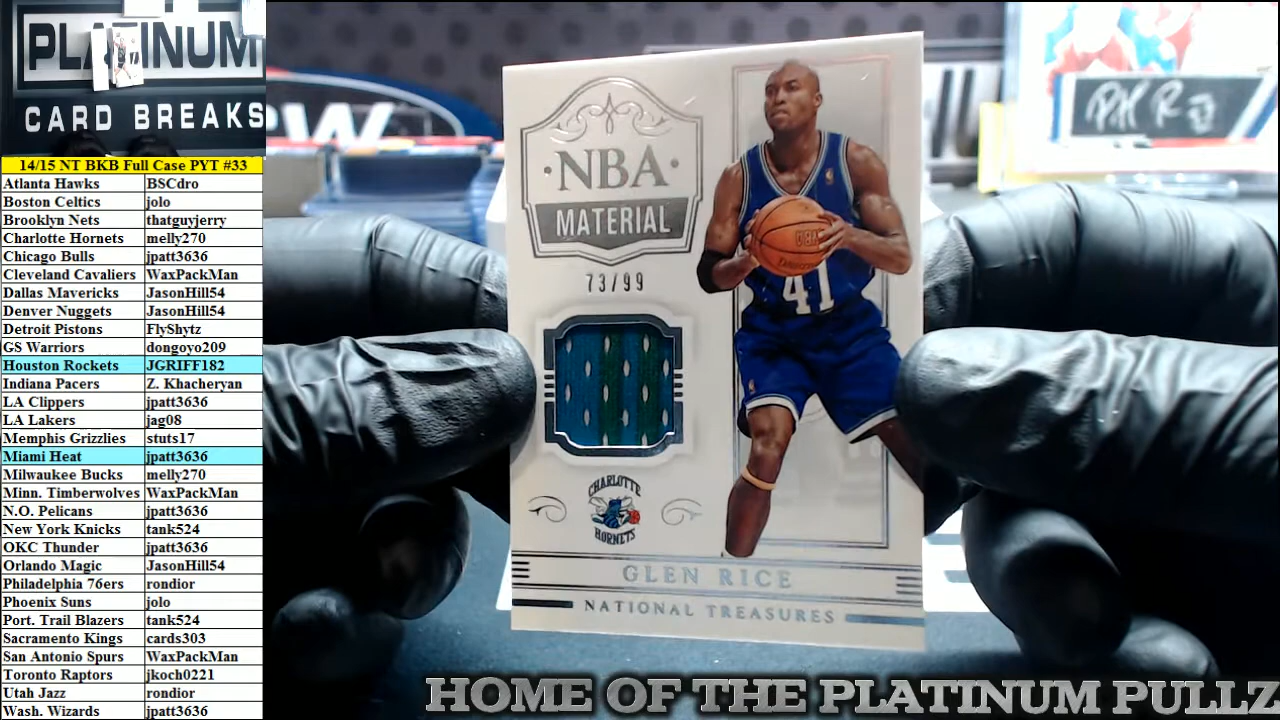 PLATINUM
CARD BREAKS
14/15 NT BKB Full Case PYT #33
Atlanta Hawks BSCdro
Boston Celtics jolo
Brooklyn Nets thatguyjerry
Charlotte Hornets melly270
Chicago Bulls jpatt3636
Cleveland Cavaliers WaxPackMan
Dallas Mavericks JasonHill54
Denver Nuggets JasonHill54
Detroit Pistons FlyShytz
GS Warriors dongoyo209
Houston Rockets JGRIFF182
Indiana Pacers Z. Khacheryan
LA Clippers jpatt3636
LA Lakers jag08
Memphis Grizzlies stuts17
Miami Heat jpatt3636
Milwaukee Bucks melly270
Minn. Timberwolves WaxPackMan
N.O. Pelicans jpatt3636
New York Knicks tank524
OKC Thunder jpatt3636
Orlando Magic JasonHill54
Philadelphia 76ers rondior
Phoenix Suns jolo
Port. Trail Blazers tank524
Sacramento Kings cards303
San Antonio Spurs WaxPackMan
Toronto Raptors jkoch0221
Utah Jazz rondior
Wash. Wizards jpatt3636
·NBA·
MATERIAL
73/99
41
CHARLOTTE
HORNETS
GLEN RICE
NATIONAL TREASURES
HOME OF THE PLATINUM PULLZ